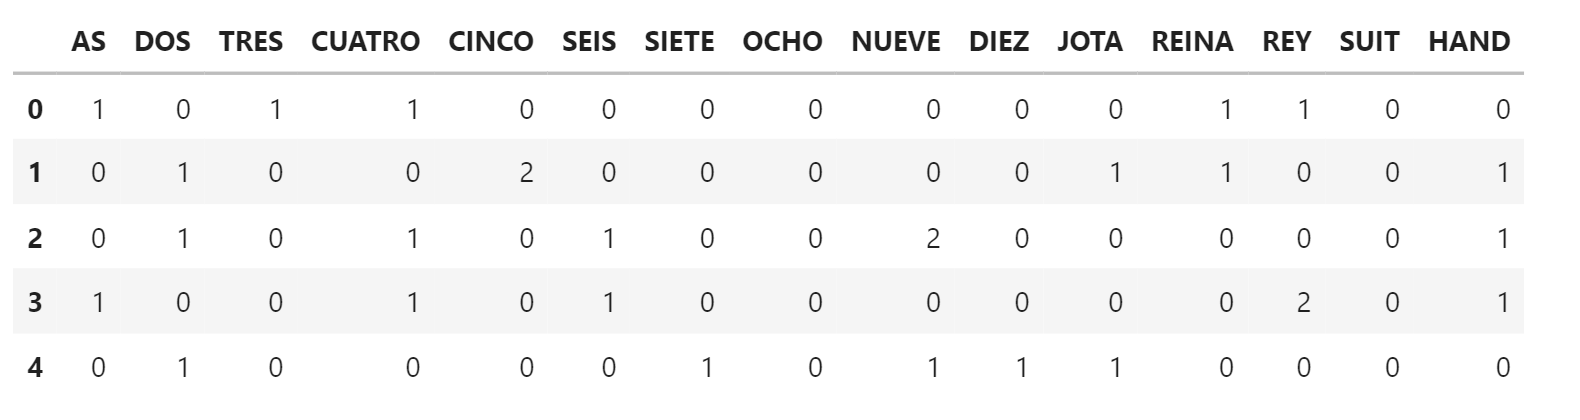 AS DOS TRES CUATRO CINCO SEIS SIETE OCHO NUEVE DIEZ JOTA REINA REY SUIT HAND
0 1 0 1 1 0 0 0 0 0 0 0 1 1 0 0
1 0 1 0 0 2 0 0 0 0 0 1 1 0 0 1
2 0 1 0 1 0 1 0 0 2 0 0 0 0 0 1
3 1 0 0 1 0 1 0 0 0 0 0 0 2 0 1
4 0 1 0 0 0 0 1 0 1 1 1 0 0 0 0